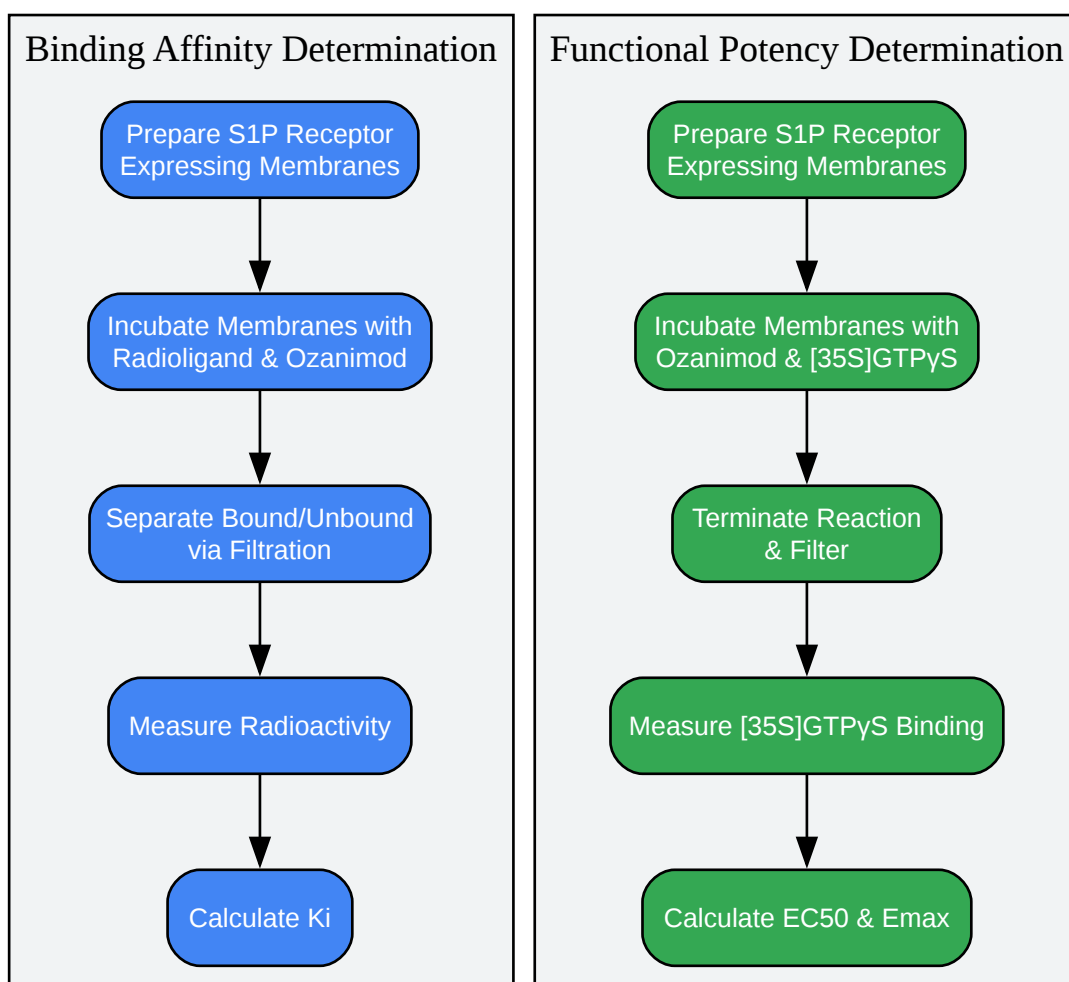 Binding Affinity Determination
Prepare S1P Receptor
Expressing Membranes
Incubate Membranes with
Radioligand & Ozanimod
Separate Bound/Unbound
via Filtration
Measure Radioactivity
Calculate Ki
Functional Potency Determination
Prepare S1P Receptor
Expressing Membranes
Incubate Membranes with
Ozanimod & [35S]GTPγS
Terminate Reaction
& Filter
Measure [35S]GTPγS Binding
Calculate EC50 & Emax